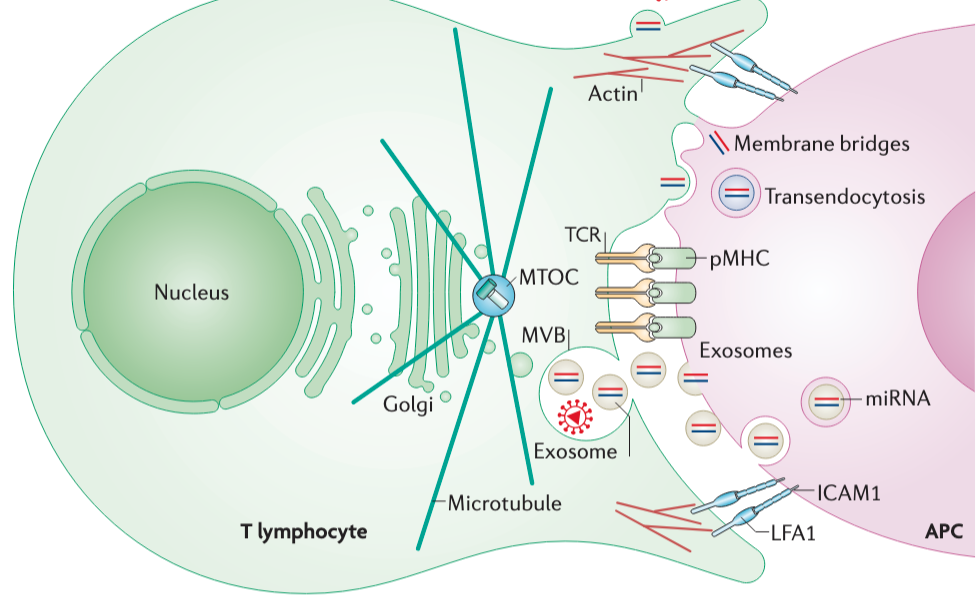 Actin
Membrane bridges
Transendocytosis
TCR
pMHC
Nucleus
MTOC
MVB
Exosomes
Golgi
miRNA
Exosome
Microtubule
ICAM1
T lymphocyte
LFA1
APC